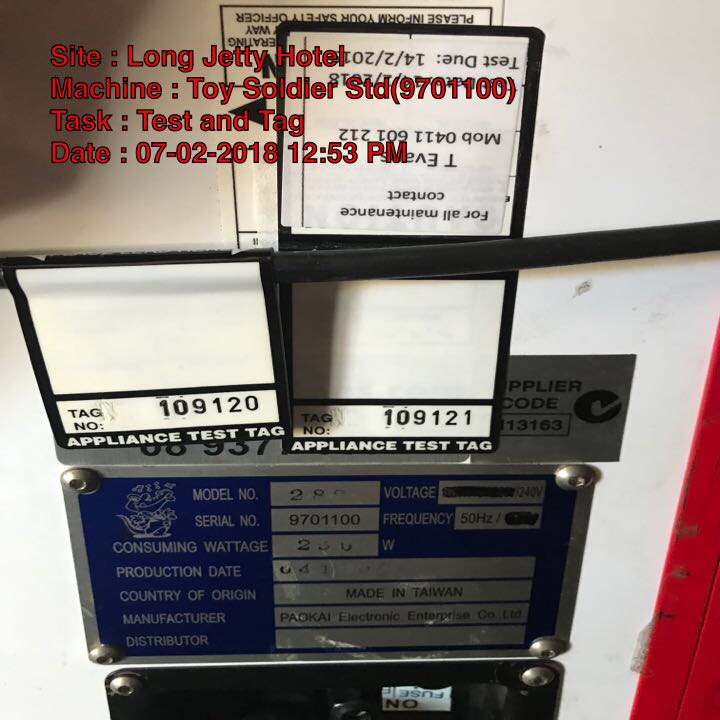 PLEASE INFORM YOUR SAFETY OFFICER
Site : Long Jetty Hotel
Machine : Toy Soldier Std(9701100)
Task : Test and Tag
Date : 07-02-2018 12:53 PM
Test Due: 14/2/201
Mob 0411 601 212
T Evans
contact
For all maintenance
TAG NO: 109120
APPLIANCE TEST TAG
TAG NO: 109121
APPLIANCE TEST TAG
CODE
MODEL NO.
VOLTAGE /240V
SERIAL NO. 9701100
FREQUENCY 50Hz /
CONSUMING WATTAGE W
PRODUCTION DATE
COUNTRY OF ORIGIN MADE IN TAIWAN
MANUFACTURER PAOKAI Electronic Enterprise Co.,Ltd.
DISTRIBUTOR
FUSE
NO